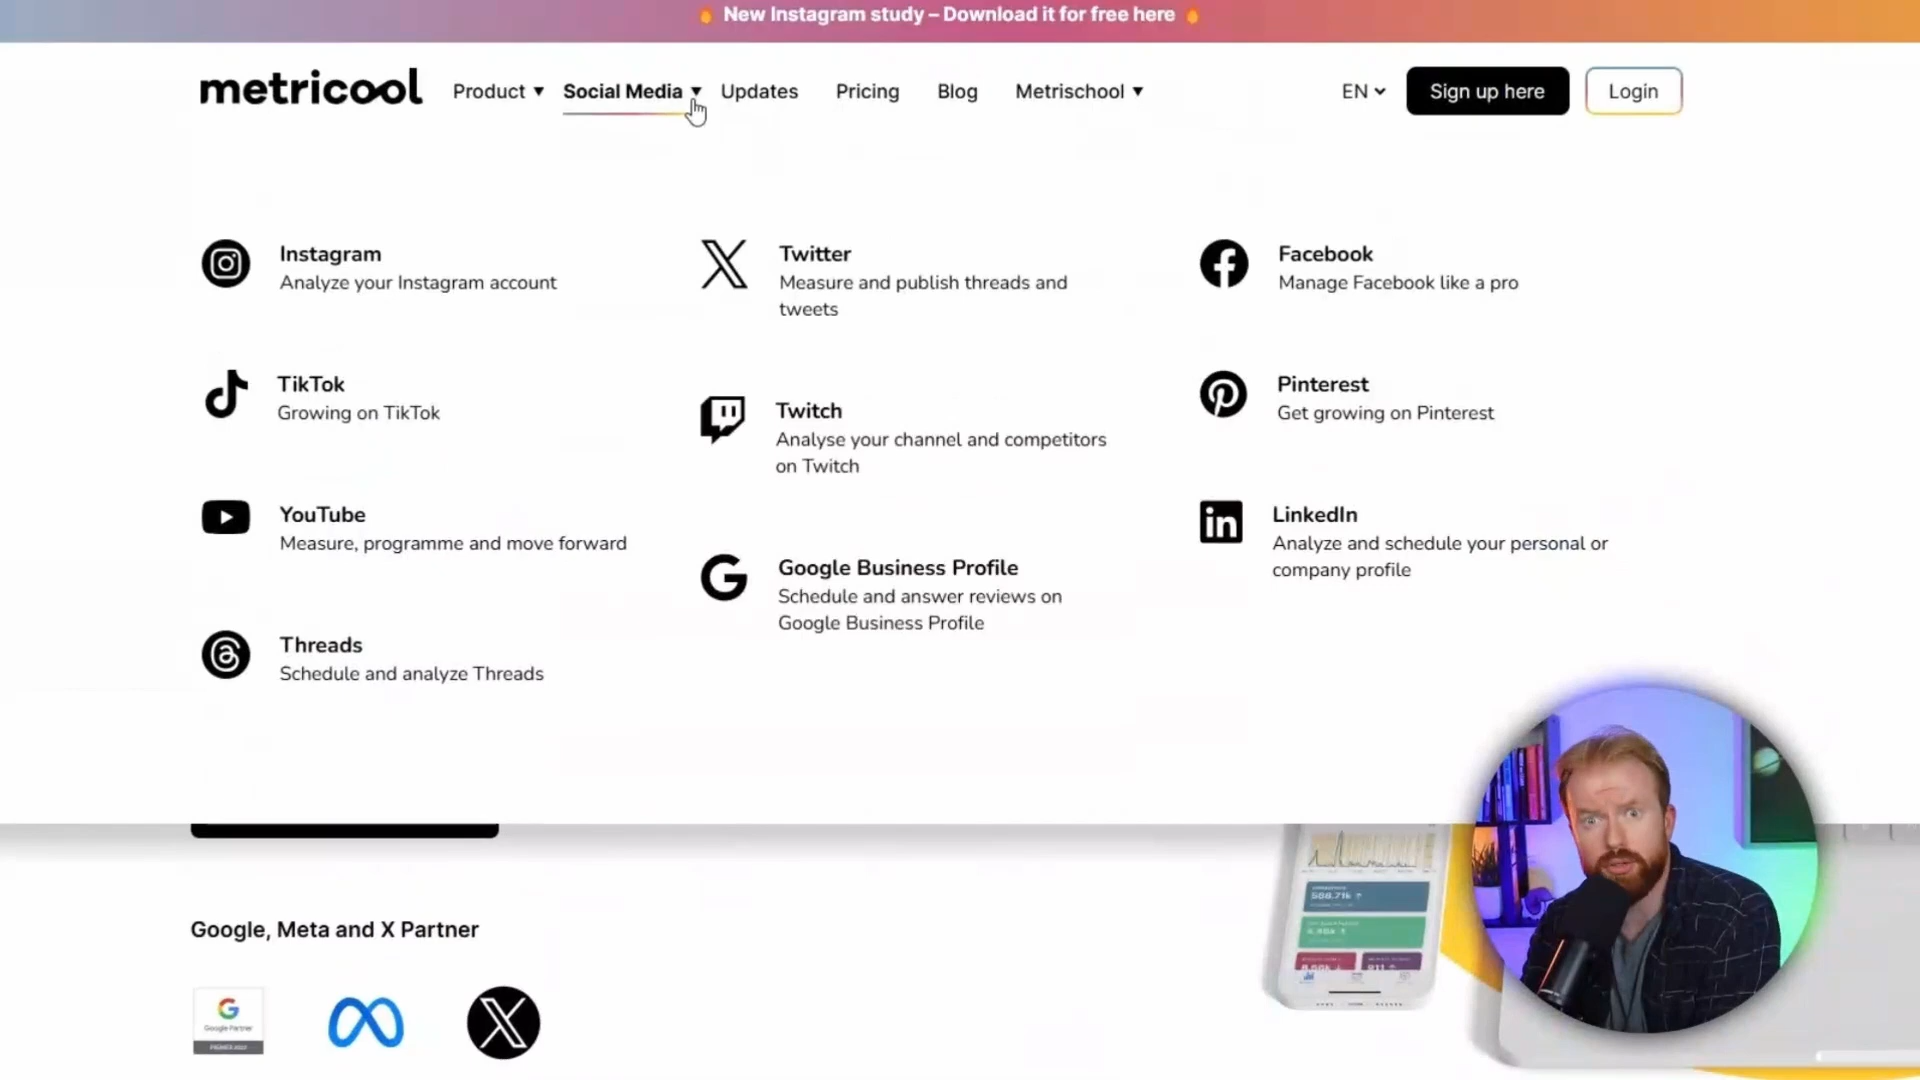 New Instagram study – Download it for free here
metricool
Product
Social Media
Updates
Pricing
Blog
Metrischool
EN
Sign up here
Login
Instagram
Analyze your Instagram account
Twitter
Measure and publish threads and
tweets
Facebook
Manage Facebook like a pro
TikTok
Growing on TikTok
Twitch
Analyse your channel and competitors
on Twitch
Pinterest
Get growing on Pinterest
YouTube
Measure, programme and move forward
Google Business Profile
Schedule and answer reviews on
Google Business Profile
LinkedIn
Analyze and schedule your personal or
company profile
Threads
Schedule and analyze Threads
Google, Meta and X Partner
Google Partner